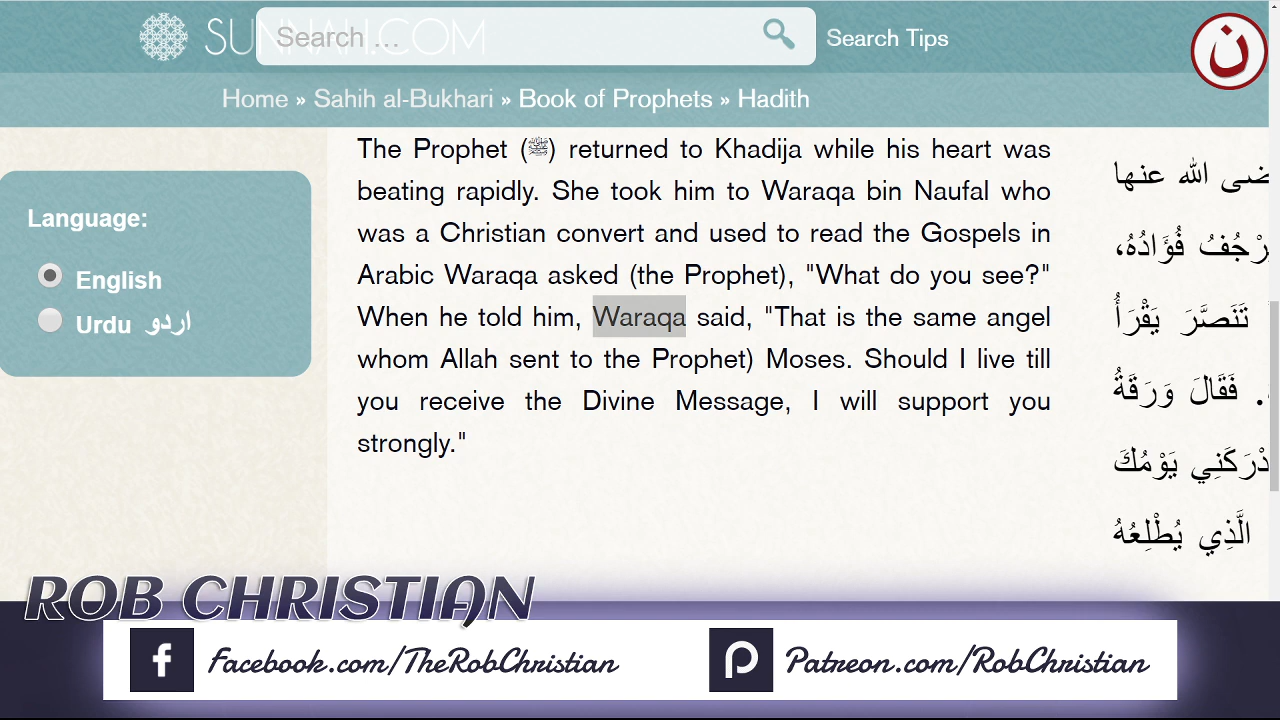 SUNNAH.COM
Search ...
Search Tips
ن
Home » Sahih al-Bukhari » Book of Prophets » Hadith
Language:
English
Urdu اردو
The Prophet (ﷺ) returned to Khadija while his heart was
beating rapidly. She took him to Waraqa bin Naufal who
was a Christian convert and used to read the Gospels in
Arabic Waraqa asked (the Prophet), "What do you see?"
When he told him, Waraqa said, "That is the same angel
whom Allah sent to the Prophet) Moses. Should I live till
you receive the Divine Message, I will support you
strongly."
الله عنها
فُؤَادُهُ،
تَنَصَّرَ يَقْرَأُ
. فَقَالَ وَرَقَةُ
يَوْمُكَ
الَّذِي يُطْلِعُهُ
ROB CHRISTIAN
Facebook.com/TheRobChristian
Patreon.com/RobChristian